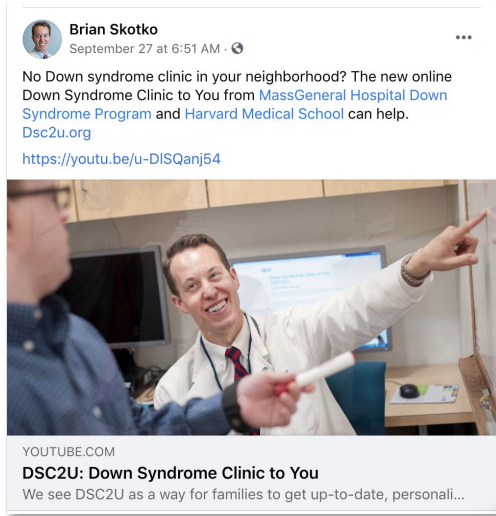 Brian Skotko
September 27 at 6:51 AM ·
No Down syndrome clinic in your neighborhood? The new online
Down Syndrome Clinic to You from MassGeneral Hospital Down
Syndrome Program and Harvard Medical School can help.
Dsc2u.org
https://youtu.be/u-DlSQanj54
YOUTUBE.COM
DSC2U: Down Syndrome Clinic to You
We see DSC2U as a way for families to get up-to-date, personali...